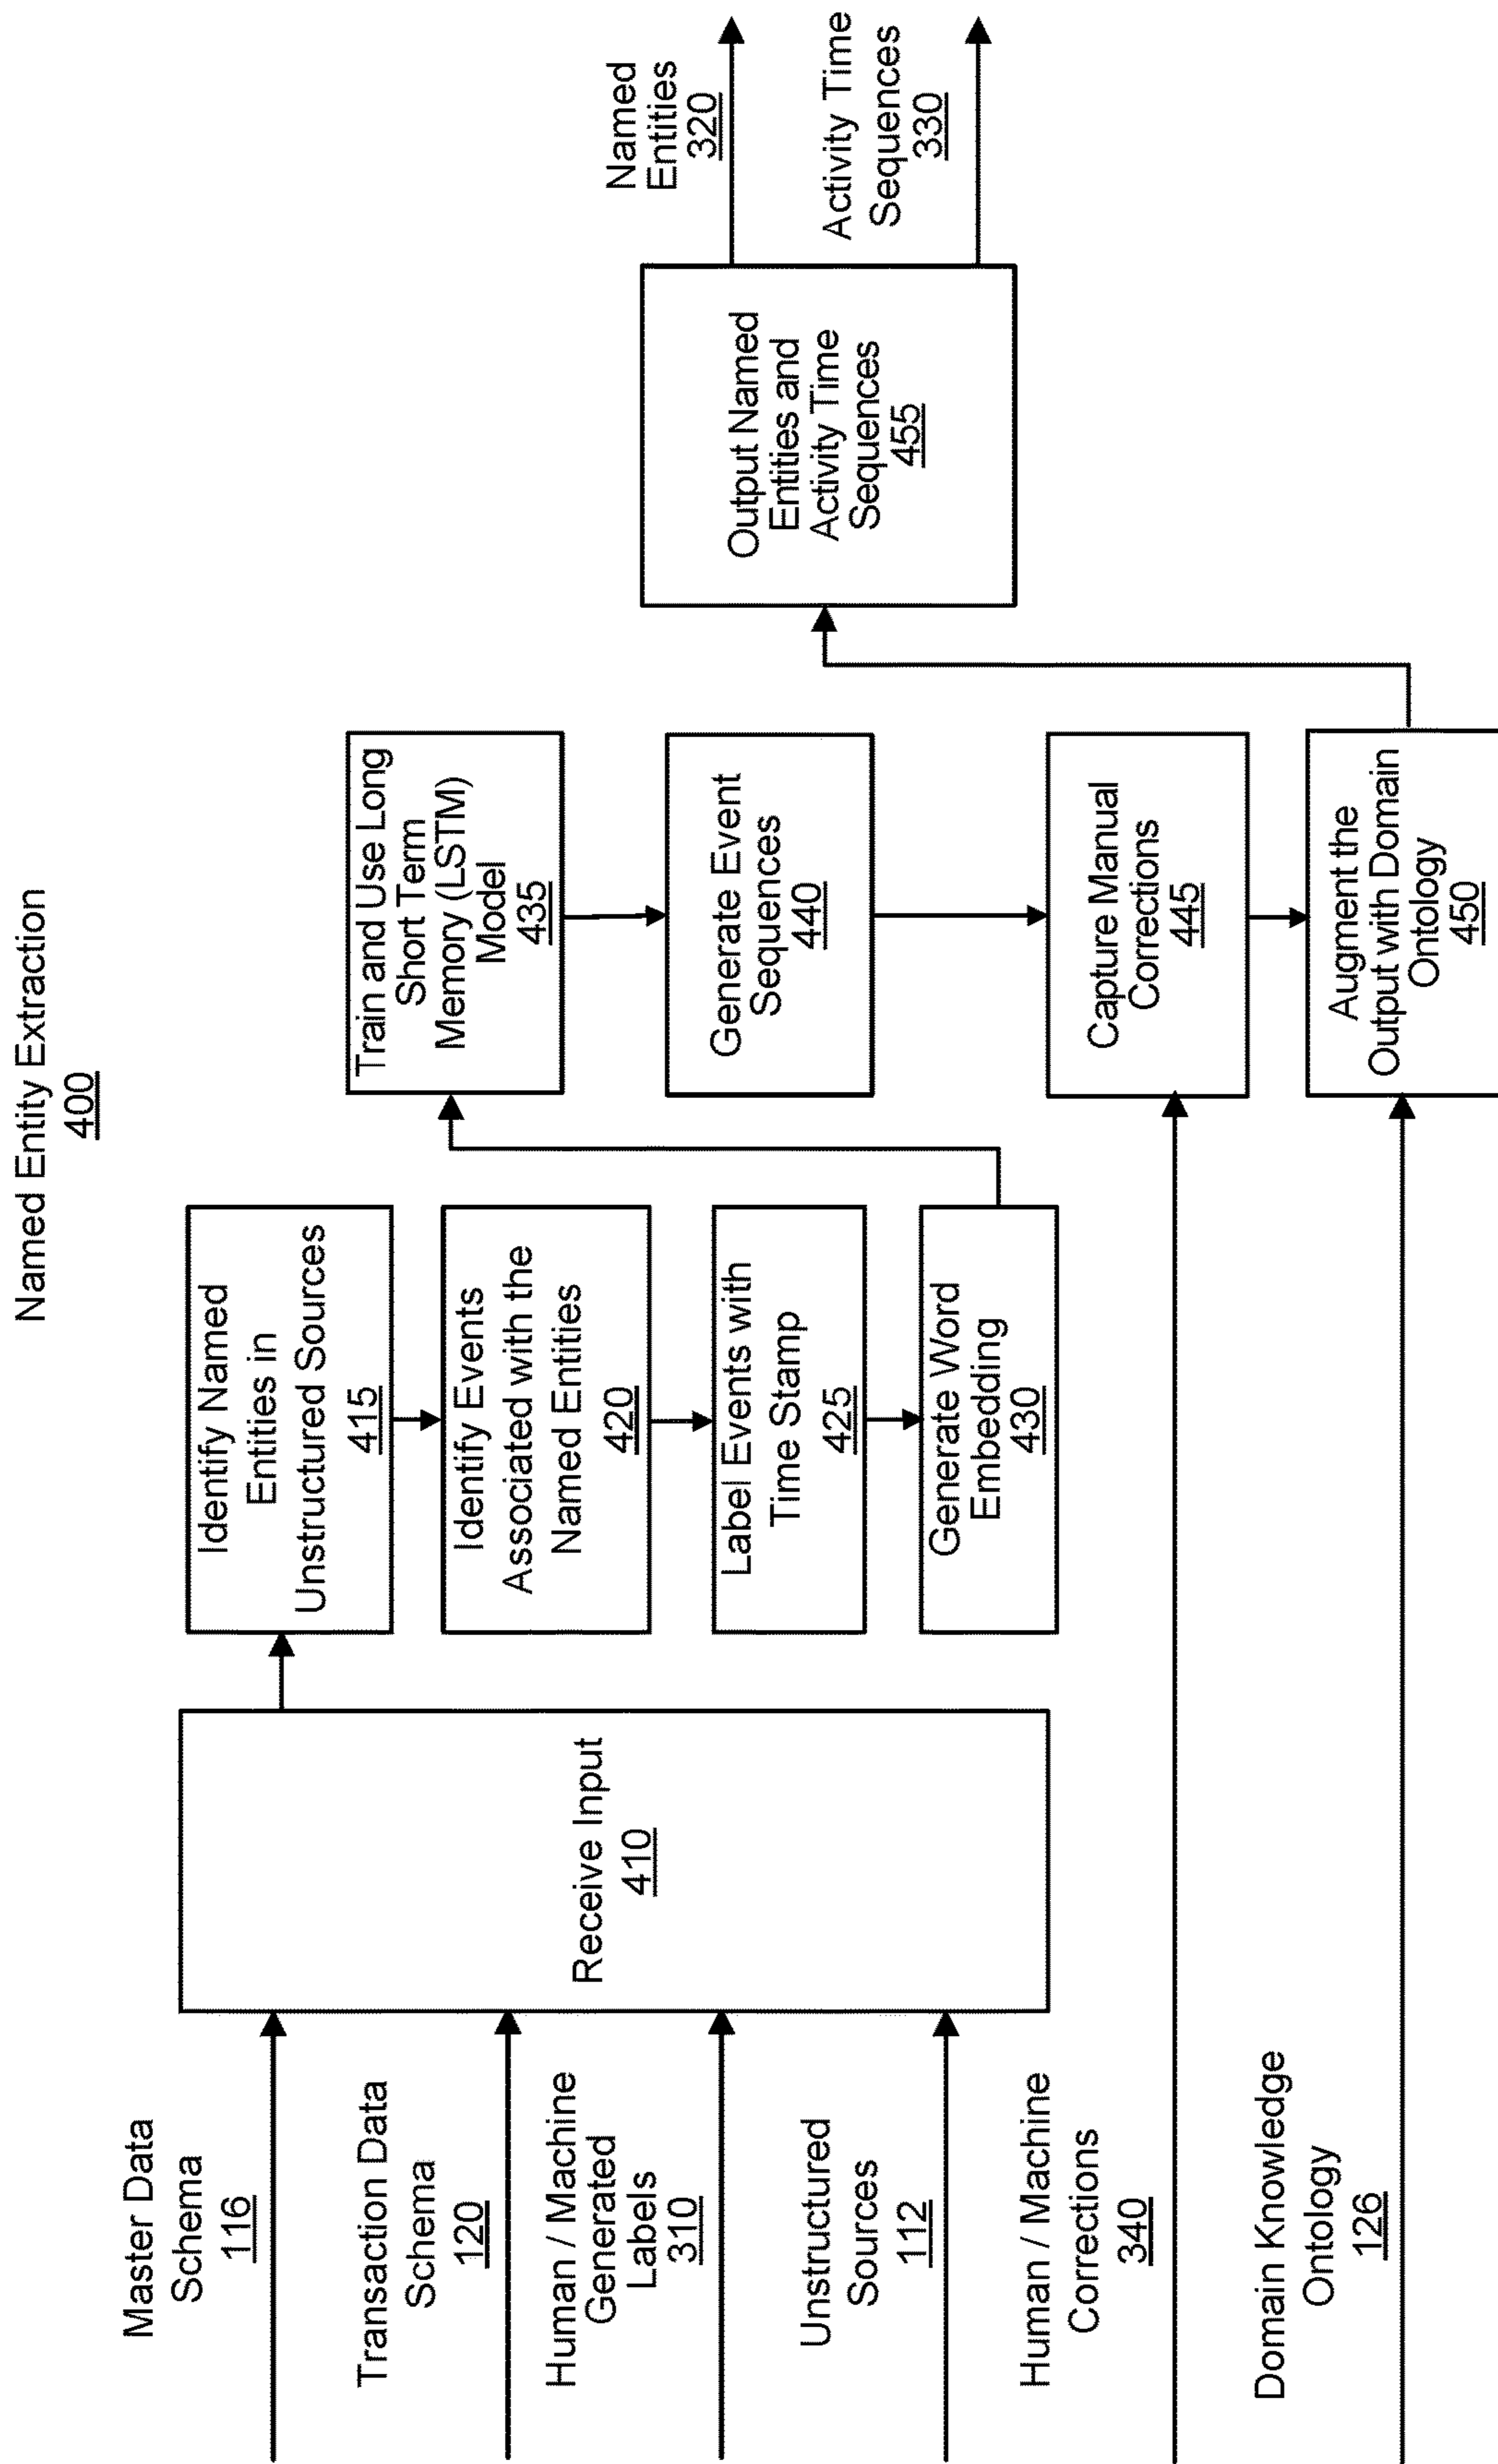 Named Entity Extraction
400
Master Data
Schema
116
Transaction Data
Schema
120
Human / Machine
Generated
Labels
310
Unstructured
Sources
112
Human / Machine
Corrections
340
Domain Knowledge
Ontology
126
Receive Input
410
Identify Named
Entities in
Unstructured Sources
415
Identify Events
Associated with the
Named Entities
420
Label Events with
Time Stamp
425
Generate Word
Embedding
430
Train and Use Long
Short Term
Memory (LSTM)
Model
435
Generate Event
Sequences
440
Capture Manual
Corrections
445
Augment the
Output with Domain
Ontology
450
Output Named
Entities and
Activity Time
Sequences
455
Named
Entities
320
Activity Time
Sequences
330